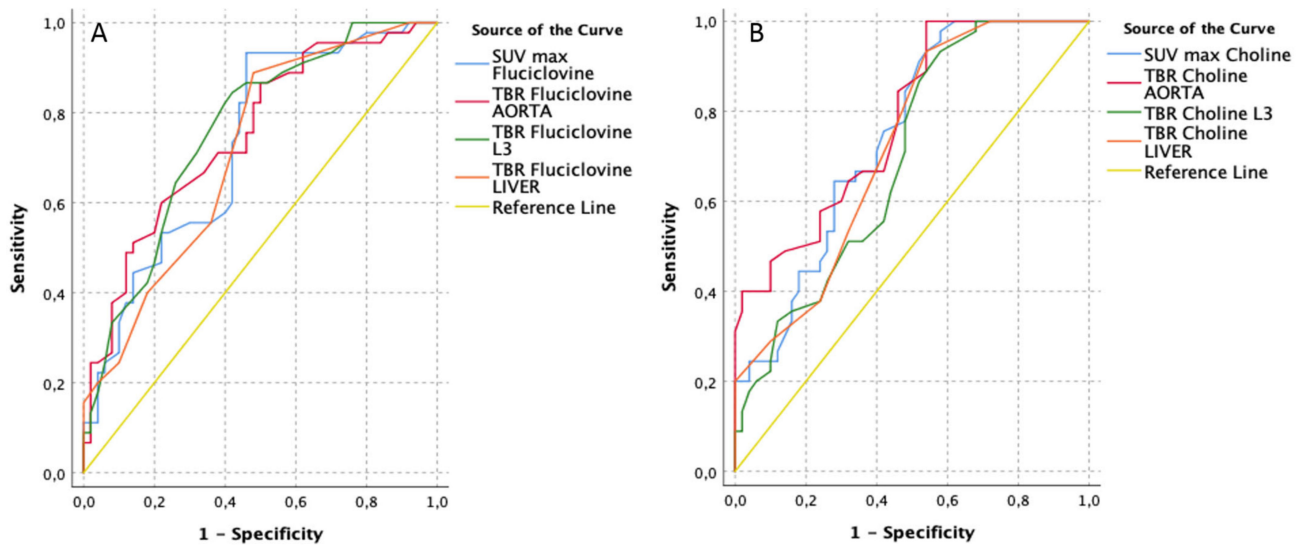 A
Sensitivity
1,0
0,8
0,6
0,4
0,2
0,0
0,0 0,2 0,4 0,6 0,8 1,0
1 – Specificity
Source of the Curve
SUV max
Fluciclovine
TBR Fluciclovine
AORTA
TBR Fluciclovine
L3
TBR Fluciclovine
LIVER
Reference Line
B
Sensitivity
1,0
0,8
0,6
0,4
0,2
0,0
0,0 0,2 0,4 0,6 0,8 1,0
1 – Specificity
Source of the Curve
SUV max Choline
TBR Choline
AORTA
TBR Choline L3
TBR Choline
LIVER
Reference Line